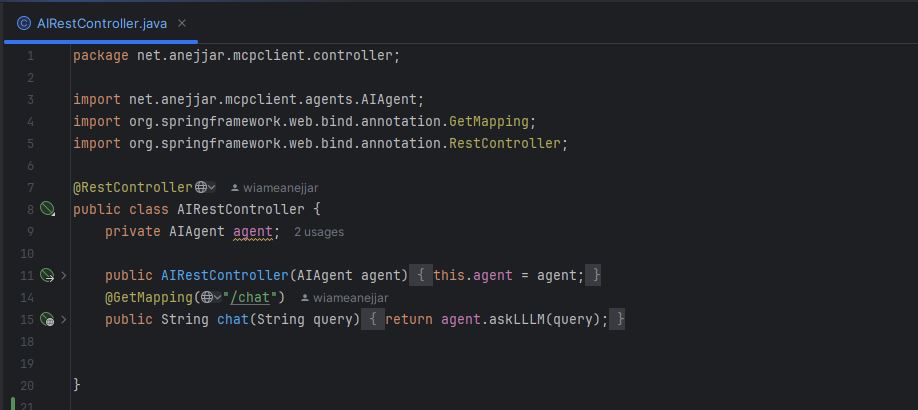 AIRestController.java ×
1 package net.anejjar.mcpclient.controller;
2
3 import net.anejjar.mcpclient.agents.AIAgent;
4 import org.springframework.web.bind.annotation.GetMapping;
5 import org.springframework.web.bind.annotation.RestController;
6
7 @RestController wiameanejjar
8 public class AIRestController {
9 private AIAgent agent; 2 usages
10
11 public AIRestController(AIAgent agent) { this.agent = agent; }
14 @GetMapping("/chat") wiameanejjar
15 public String chat(String query) { return agent.askLLLM(query); }
18
19
20 }
21